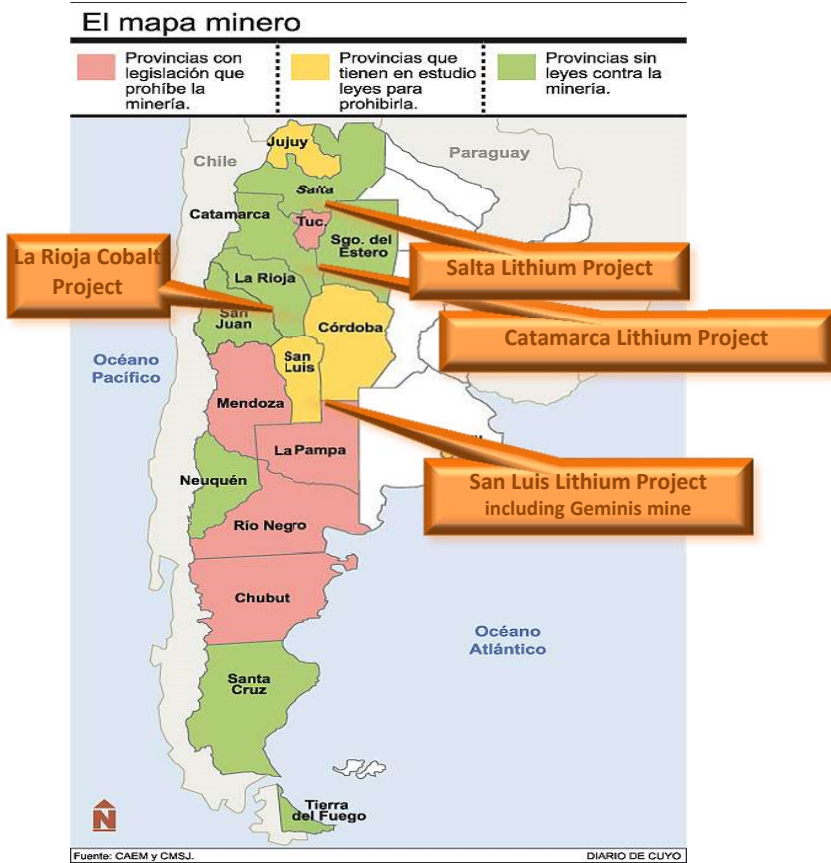 El mapa minero
Provincias con
legislación que
prohíbe la
minería.
Provincias que
tienen en estudio
leyes para
prohibirla.
Provincias sin
leyes contra la
minería.
Jujuy
Chile
Paraguay
Salta
Catamarca
Tuc.
Sgo. del
Estero
La Rioja Cobalt
Project
La Rioja
Salta Lithium Project
San
Juan
Córdoba
Catamarca Lithium Project
Océano
Pacífico
San
Luis
Mendoza
La Pampa
Neuquén
San Luis Lithium Project
including Geminis mine
Río Negro
Chubut
Océano
Atlántico
Santa
Cruz
N
Tierra
del Fuego
Fuente: CAEM y CMSJ.
DIARIO DE CUYO